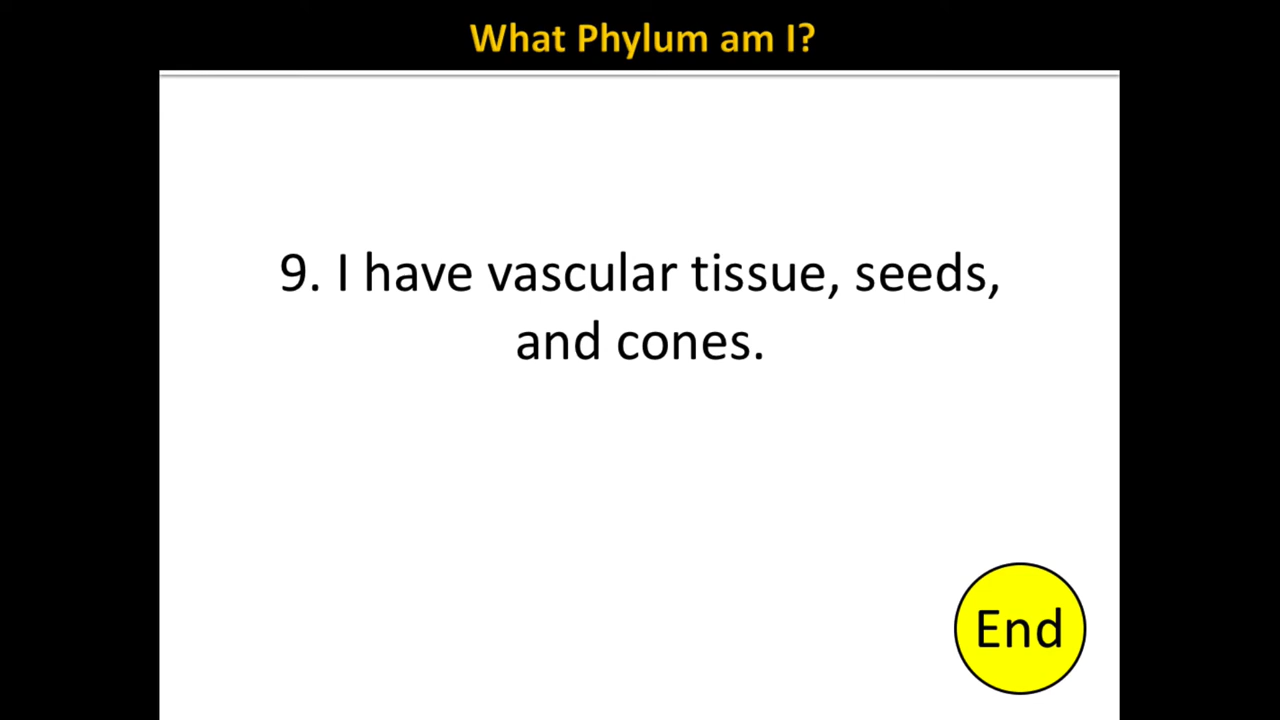 What Phylum am I?
9. I have vascular tissue, seeds,
and cones.
End